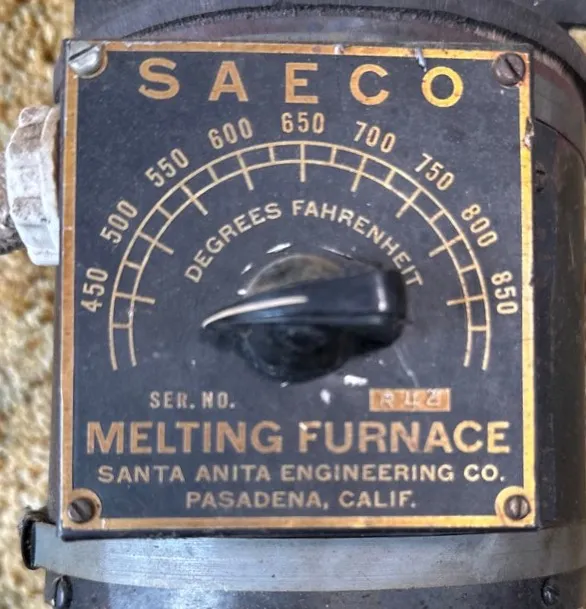 SAECO
450 500 550 600 650 700 750 800 850
DEGREES FAHRENHEIT
SER. NO.
MELTING FURNACE
SANTA ANITA ENGINEERING CO.
PASADENA, CALIF.